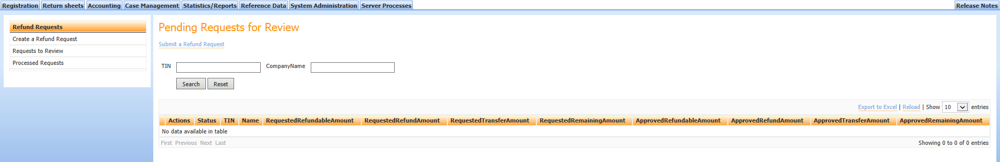 Registration Return sheets Accounting Case Management Statistics/Reports Reference Data System Administration Server Processes Release Notes
Refund Requests
Create a Refund Request
Requests to Review
Processed Requests
Pending Requests for Review
Submit a Refund Request
TIN CompanyName
Search Reset
Export to Excel | Reload | Show 10 entries
Actions Status TIN Name RequestedRefundableAmount RequestedRefundAmount RequestedTransferAmount RequestedRemainingAmount ApprovedRefundableAmount ApprovedRefundAmount ApprovedTransferAmount ApprovedRemainingAmount
No data available in table
First Previous Next Last Showing 0 to 0 of 0 entries